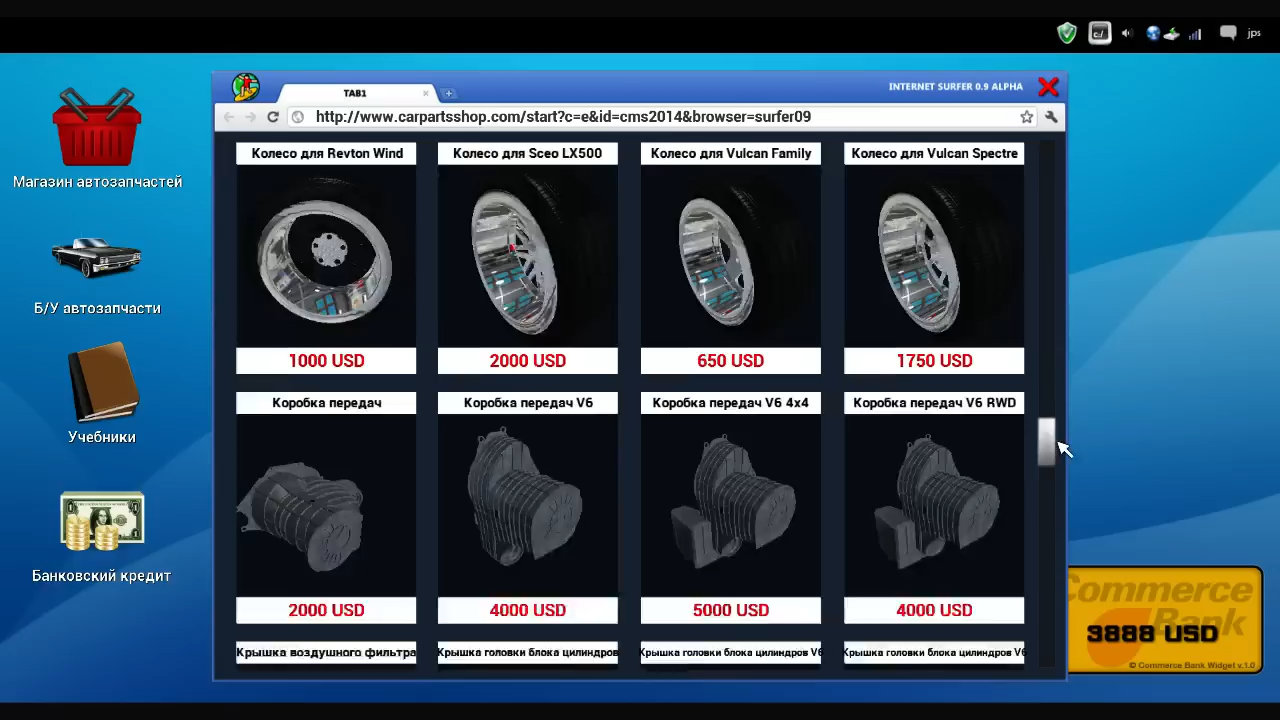 jps
TAB1
INTERNET SURFER 0.9 ALPHA
http://www.carpartsshop.com/start?c=e&id=cms2014&browser=surfer09
Магазин автозапчастей
Б/У автозапчасти
Учебники
Банковский кредит
Колесо для Revton Wind
Колесо для Sceo LX500
Колесо для Vulcan Family
Колесо для Vulcan Spectre
1000 USD
2000 USD
650 USD
1750 USD
Коробка передач
Коробка передач V6
Коробка передач V6 4x4
Коробка передач V6 RWD
2000 USD
4000 USD
5000 USD
4000 USD
Крышка воздушного фильтра
Крышка головки блока цилиндров
Крышка головки блока цилиндров V6
Крышка головки блока цилиндров V6
Commerce
Bank
3888 USD
© Commerce Bank Widget v.1.0